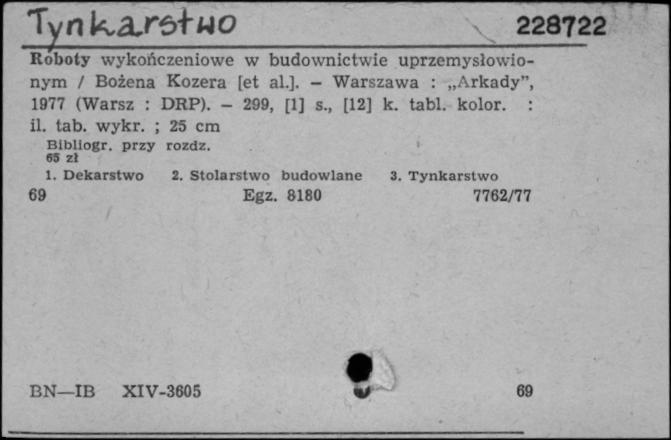 Tynkarstwo 228722
Roboty wykończeniowe w budownictwie uprzemysłowio-
nym / Bożena Kozera [et al.]. — Warszawa : „Arkady”,
1977 (Warsz : DRP). — 299, [1] s., [12] k. tabl. kolor. :
il. tab. wykr. ; 25 cm
Bibliogr. przy rozdz.
65 zł
1. Dekarstwo 2. Stolarstwo budowlane 3. Tynkarstwo
69 Egz. 8180 7762/77
BN—IB XIV-3605 69